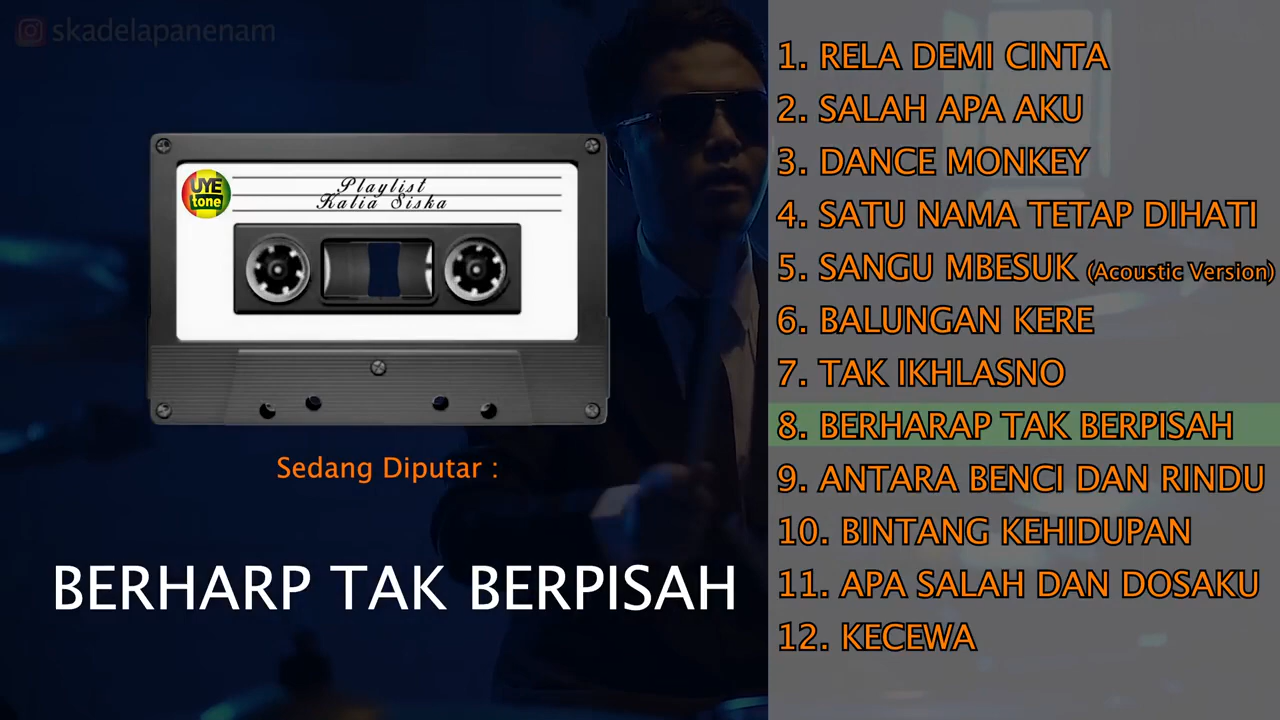 skadelapanenam
UYE
tone
Playlist
Kalia Siska
Sedang Diputar :
BERHARP TAK BERPISAH
1. RELA DEMI CINTA
2. SALAH APA AKU
3. DANCE MONKEY
4. SATU NAMA TETAP DIHATI
5. SANGU MBESUK (Acoustic Version)
6. BALUNGAN KERE
7. TAK IKHLASNO
8. BERHARAP TAK BERPISAH
9. ANTARA BENCI DAN RINDU
10. BINTANG KEHIDUPAN
11. APA SALAH DAN DOSAKU
12. KECEWA